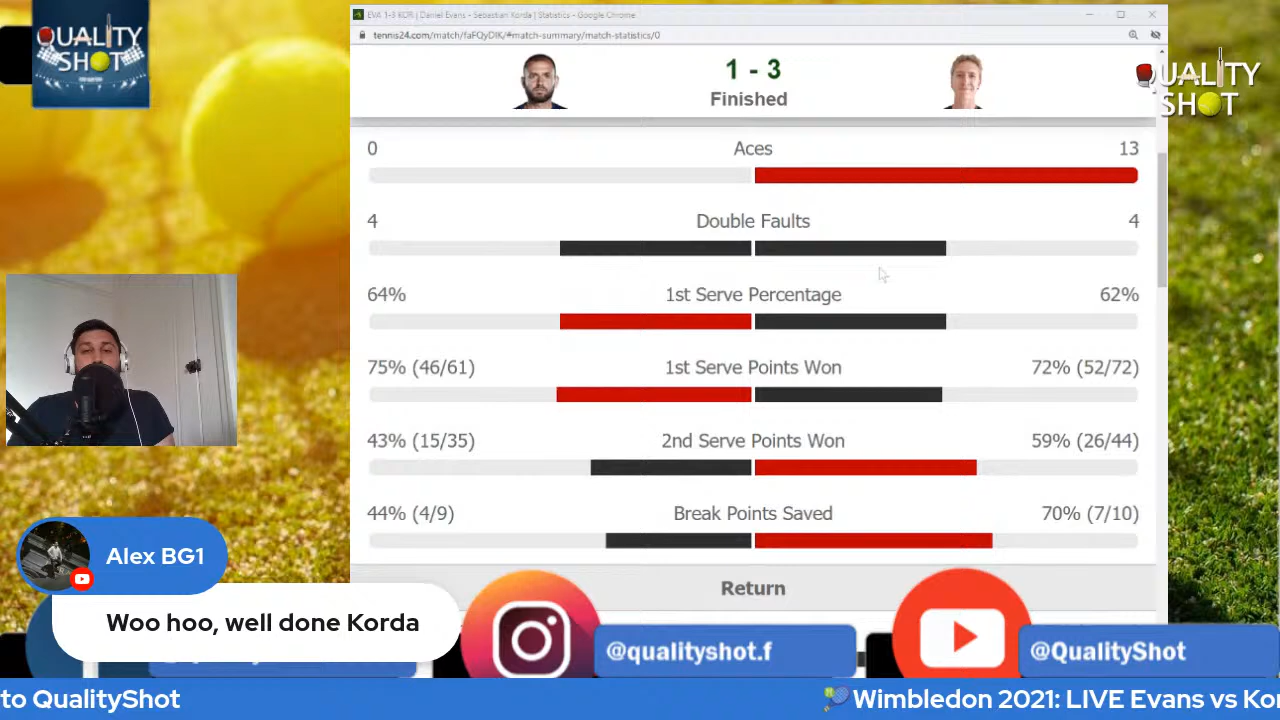 QUALITY
SHOT
EVA 1-3 KOR | Daniel Evans - Sebastian Korda | Statistics - Google Chrome
tennis24.com/match/faFQyDIK/#match-summary/match-statistics/0
1 - 3
Finished
QUALITY
SHOT
0 Aces 13
4 Double Faults 4
64% 1st Serve Percentage 62%
75% (46/61) 1st Serve Points Won 72% (52/72)
43% (15/35) 2nd Serve Points Won 59% (26/44)
44% (4/9) Break Points Saved 70% (7/10)
Return
Alex BG1
Woo hoo, well done Korda
@qualityshot.f
@QualityShot
to QualityShot
Wimbledon 2021: LIVE Evans vs Kor